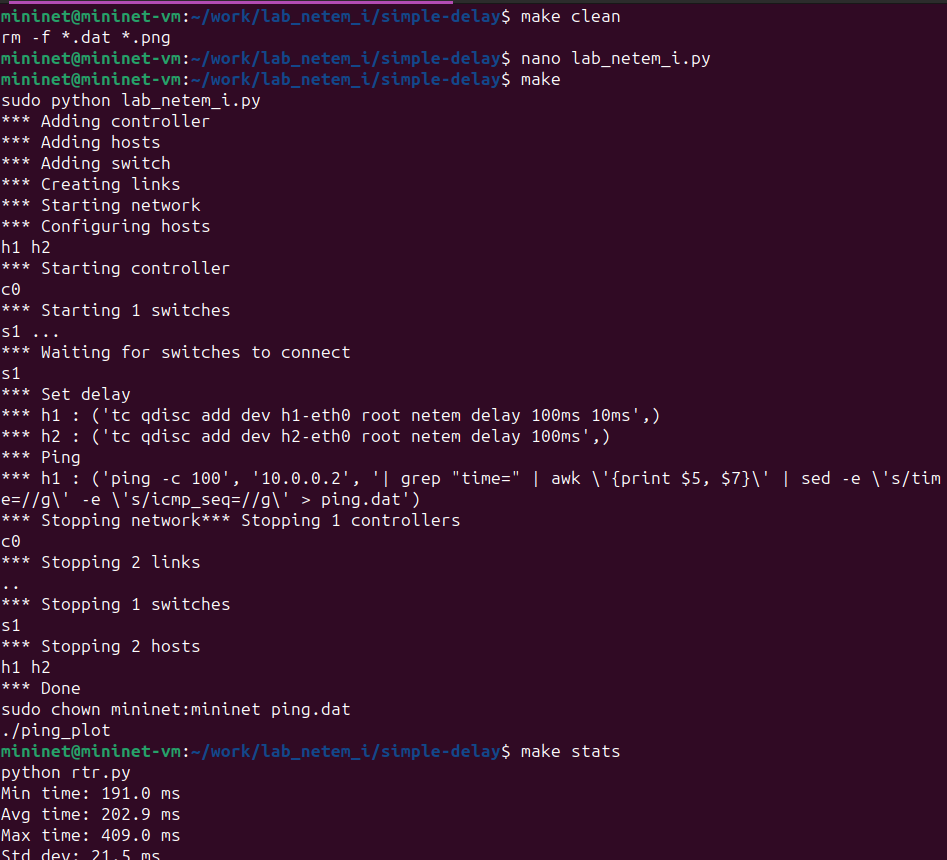 mininet@mininet-vm:~/work/lab_netem_i/simple-delay$ make clean
rm -f *.dat *.png
mininet@mininet-vm:~/work/lab_netem_i/simple-delay$ nano lab_netem_i.py
mininet@mininet-vm:~/work/lab_netem_i/simple-delay$ make
sudo python lab_netem_i.py
*** Adding controller
*** Adding hosts
*** Adding switch
*** Creating links
*** Starting network
*** Configuring hosts
h1 h2
*** Starting controller
c0
*** Starting 1 switches
s1 ...
*** Waiting for switches to connect
s1
*** Set delay
*** h1 : ('tc qdisc add dev h1-eth0 root netem delay 100ms 10ms',)
*** h2 : ('tc qdisc add dev h2-eth0 root netem delay 100ms',)
*** Ping
*** h1 : ('ping -c 100', '10.0.0.2', '| grep "time=" | awk \'{print $5, $7}\' | sed -e \'s/tim
e=//g\' -e \'s/icmp_seq=//g\' > ping.dat')
*** Stopping network*** Stopping 1 controllers
c0
*** Stopping 2 links
..
*** Stopping 1 switches
s1
*** Stopping 2 hosts
h1 h2
*** Done
sudo chown mininet:mininet ping.dat
./ping_plot
mininet@mininet-vm:~/work/lab_netem_i/simple-delay$ make stats
python rtr.py
Min time: 191.0 ms
Avg time: 202.9 ms
Max time: 409.0 ms
Std dev: 21.5 ms